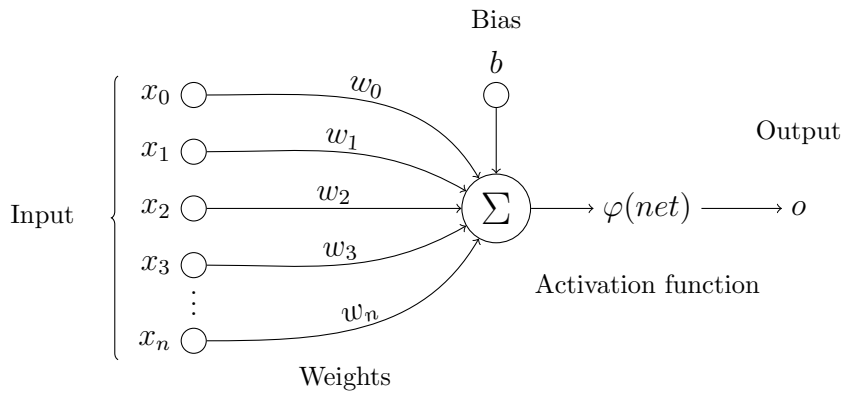 Bias
b
x₀
w₀
Output
x₁
w₁
Input
x₂
w₂
Σ
φ(net)
o
x₃
w₃
Activation function
⋮
xₙ
wₙ
Weights